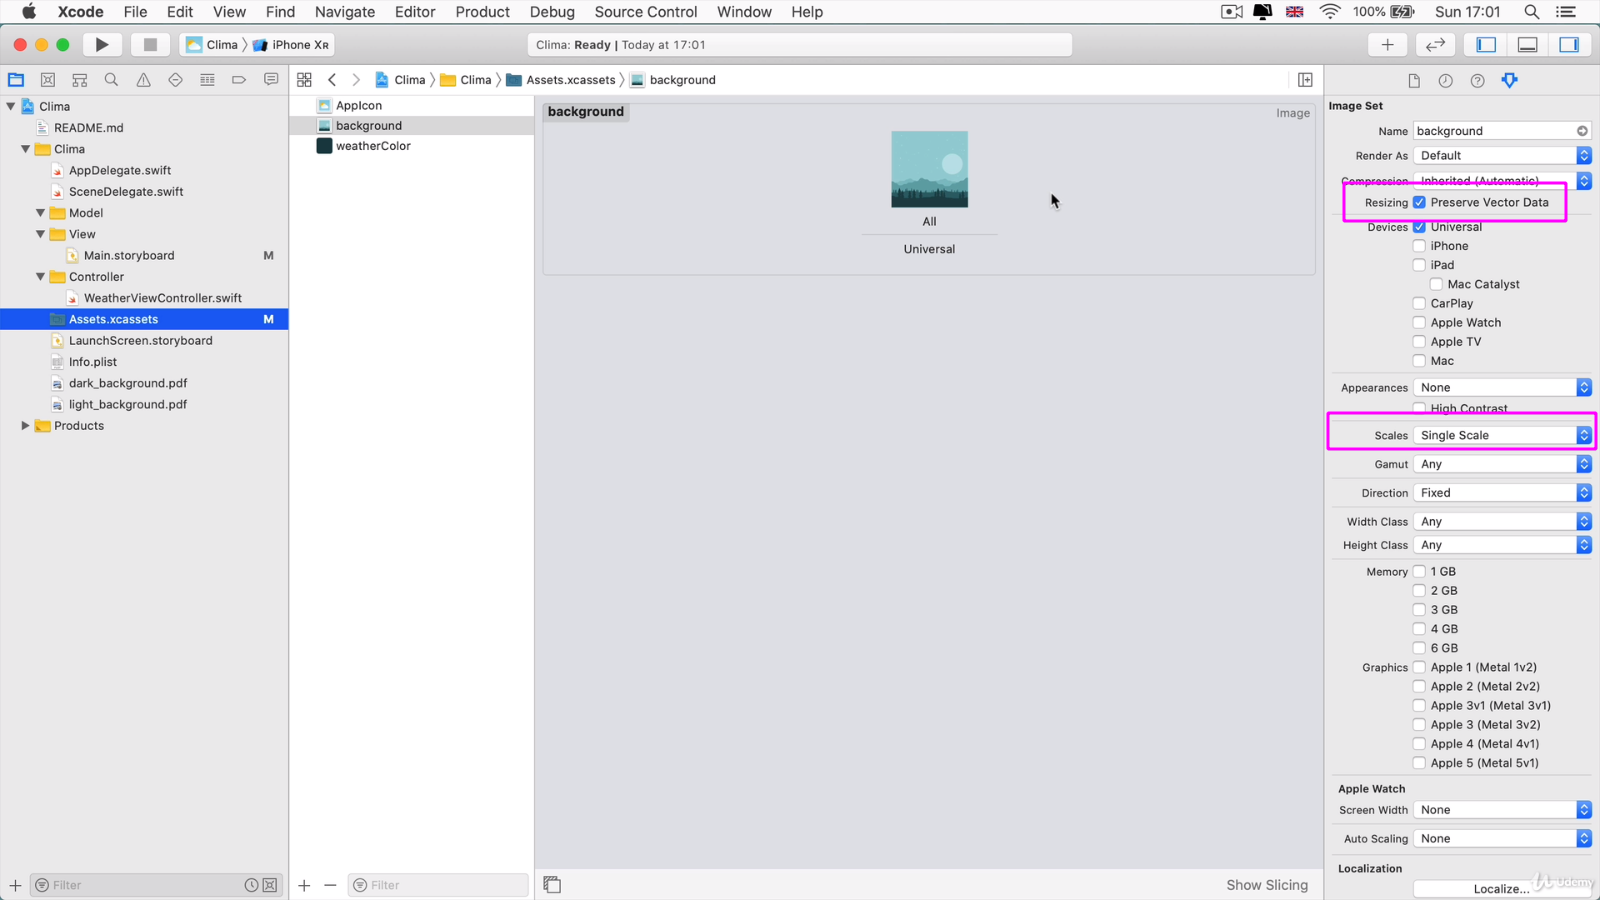 Xcode File Edit View Find Navigate Editor Product Debug Source Control Window Help 100% Sun 17:01
Clima iPhone XR Clima: Ready | Today at 17:01
Clima Clima Assets.xcassets background
Clima
README.md
Clima
AppDelegate.swift
SceneDelegate.swift
Model
View
Main.storyboard M
Controller
WeatherViewController.swift
Assets.xcassets M
LaunchScreen.storyboard
Info.plist
dark_background.pdf
light_background.pdf
Products
Filter
AppIcon
background
weatherColor
Filter
background Image
All
Universal
Show Slicing
Image Set
Name background
Render As Default
Compression Inherited (Automatic)
Resizing Preserve Vector Data
Devices Universal
iPhone
iPad
Mac Catalyst
CarPlay
Apple Watch
Apple TV
Mac
Appearances None
High Contrast
Scales Single Scale
Gamut Any
Direction Fixed
Width Class Any
Height Class Any
Memory 1 GB
2 GB
3 GB
4 GB
6 GB
Graphics Apple 1 (Metal 1v2)
Apple 2 (Metal 2v2)
Apple 3v1 (Metal 3v1)
Apple 3 (Metal 3v2)
Apple 4 (Metal 4v1)
Apple 5 (Metal 5v1)
Apple Watch
Screen Width None
Auto Scaling None
Localization
Localize...
Udemy